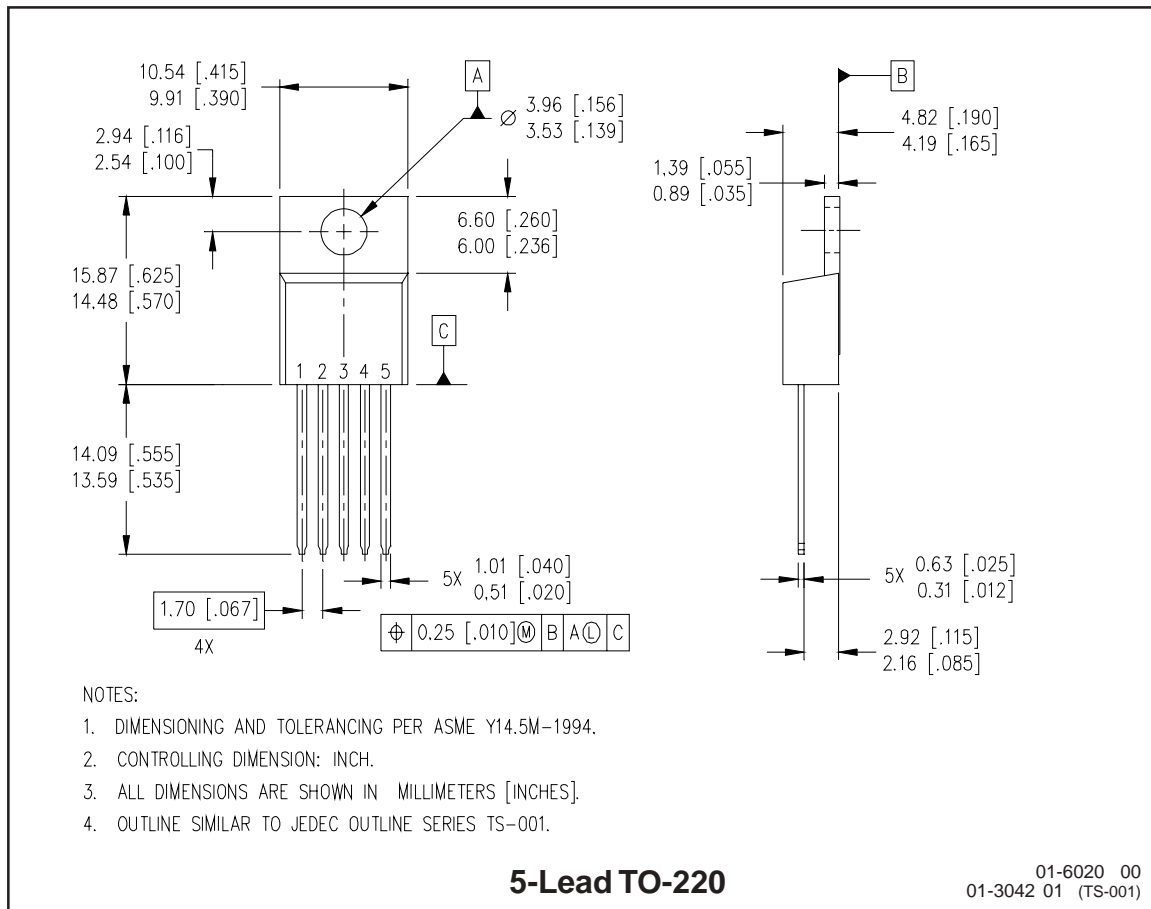 10.54 [.415]
9.91 [.390]
A
B
Ø 3.96 [.156]
3.53 [.139]
4.82 [.190]
4.19 [.165]
2.94 [.116]
2.54 [.100]
1,39 [.055]
0.89 [.035]
6.60 [.260]
6.00 [.236]
15.87 [.625]
14.48 [.570]
C
1 2 3 4 5
14.09 [.555]
13.59 [.535]
5X 1.01 [.040]
0,51 [.020]
5X 0.63 [.025]
0.31 [.012]
1.70 [.067]
4X
⌖ 0.25 [.010]Ⓜ B AⓁ C
2.92 [.115]
2.16 [.085]
NOTES:
1. DIMENSIONING AND TOLERANCING PER ASME Y14.5M–1994.
2. CONTROLLING DIMENSION: INCH.
3. ALL DIMENSIONS ARE SHOWN IN MILLIMETERS [INCHES].
4. OUTLINE SIMILAR TO JEDEC OUTLINE SERIES TS–001.
5-Lead TO-220
01-6020 00
01-3042 01 (TS-001)